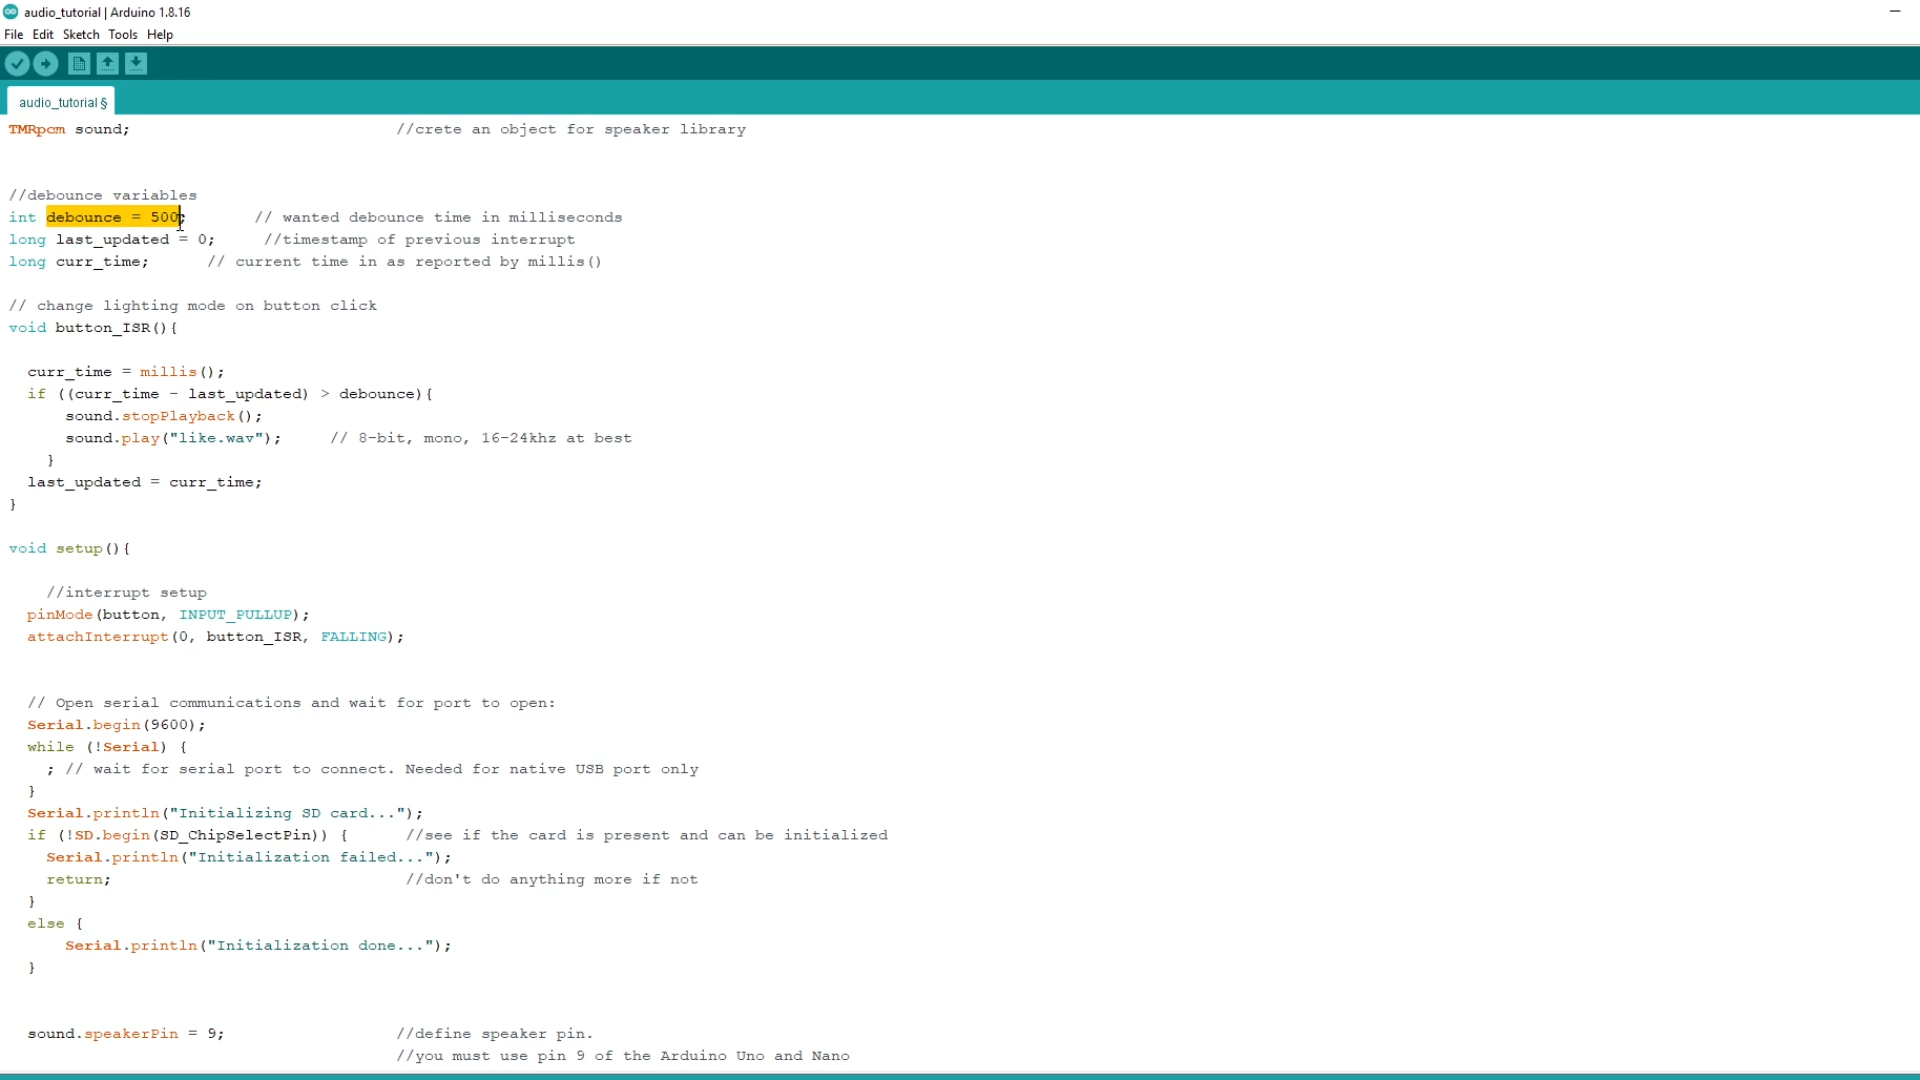 audio_tutorial | Arduino 1.8.16
File Edit Sketch Tools Help
audio_tutorial §
TMRpcm sound; //crete an object for speaker library
//debounce variables
int debounce = 500; // wanted debounce time in milliseconds
long last_updated = 0; //timestamp of previous interrupt
long curr_time; // current time in as reported by millis()
// change lighting mode on button click
void button_ISR(){
curr_time = millis();
if ((curr_time - last_updated) > debounce){
sound.stopPlayback();
sound.play("like.wav"); // 8-bit, mono, 16-24khz at best
}
last_updated = curr_time;
}
void setup(){
//interrupt setup
pinMode(button, INPUT_PULLUP);
attachInterrupt(0, button_ISR, FALLING);
// Open serial communications and wait for port to open:
Serial.begin(9600);
while (!Serial) {
; // wait for serial port to connect. Needed for native USB port only
}
Serial.println("Initializing SD card...");
if (!SD.begin(SD_ChipSelectPin)) { //see if the card is present and can be initialized
Serial.println("Initialization failed...");
return; //don't do anything more if not
}
else {
Serial.println("Initialization done...");
}
sound.speakerPin = 9; //define speaker pin.
//you must use pin 9 of the Arduino Uno and Nano